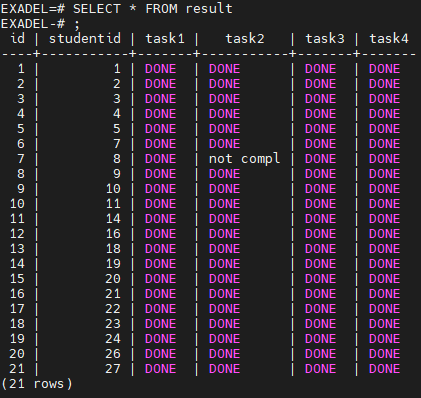 EXADEL=# SELECT * FROM result
EXADEL-# ;
 id | studentid | task1 |   task2   | task3 | task4
----+-----------+-------+-----------+-------+-------
  1 |         1 | DONE  | DONE      | DONE  | DONE
  2 |         2 | DONE  | DONE      | DONE  | DONE
  3 |         3 | DONE  | DONE      | DONE  | DONE
  4 |         4 | DONE  | DONE      | DONE  | DONE
  5 |         5 | DONE  | DONE      | DONE  | DONE
  6 |         7 | DONE  | DONE      | DONE  | DONE
  7 |         8 | DONE  | not compl | DONE  | DONE
  8 |         9 | DONE  | DONE      | DONE  | DONE
  9 |        10 | DONE  | DONE      | DONE  | DONE
 10 |        11 | DONE  | DONE      | DONE  | DONE
 11 |        14 | DONE  | DONE      | DONE  | DONE
 12 |        16 | DONE  | DONE      | DONE  | DONE
 13 |        18 | DONE  | DONE      | DONE  | DONE
 14 |        19 | DONE  | DONE      | DONE  | DONE
 15 |        20 | DONE  | DONE      | DONE  | DONE
 16 |        21 | DONE  | DONE      | DONE  | DONE
 17 |        22 | DONE  | DONE      | DONE  | DONE
 18 |        23 | DONE  | DONE      | DONE  | DONE
 19 |        24 | DONE  | DONE      | DONE  | DONE
 20 |        26 | DONE  | DONE      | DONE  | DONE
 21 |        27 | DONE  | DONE      | DONE  | DONE
(21 rows)